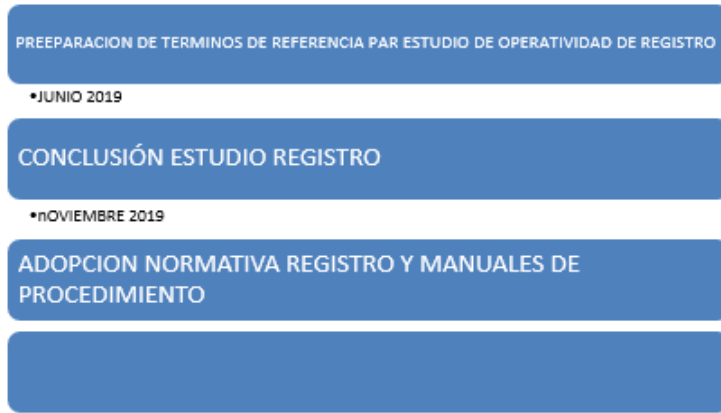 PREEPARACION DE TERMINOS DE REFERENCIA PAR ESTUDIO DE OPERATIVIDAD DE REGISTRO
•JUNIO 2019
CONCLUSIÓN ESTUDIO REGISTRO
•nOVIEMBRE 2019
ADOPCION NORMATIVA REGISTRO Y MANUALES DE
PROCEDIMIENTO